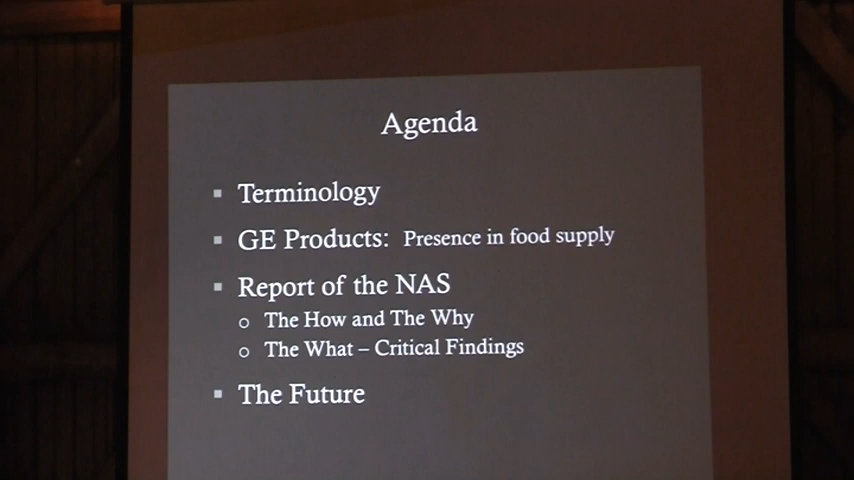 Agenda
▪ Terminology
▪ GE Products: Presence in food supply
▪ Report of the NAS
○ The How and The Why
○ The What – Critical Findings
▪ The Future